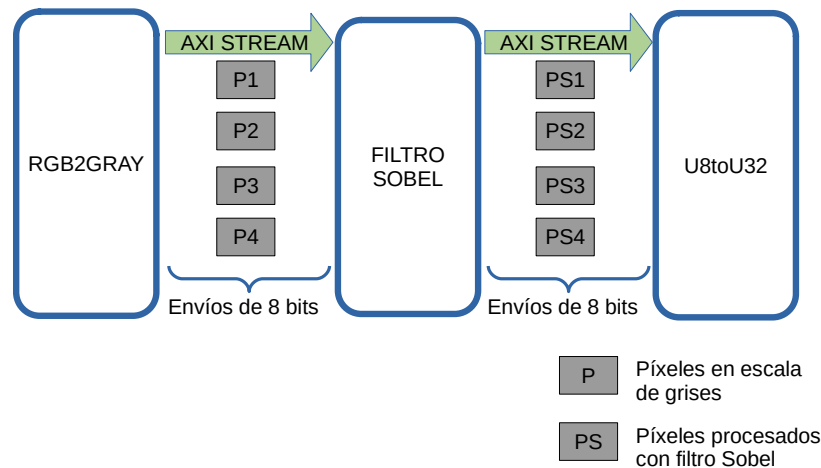 RGB2GRAY
AXI STREAM
P1
P2
P3
P4
Envíos de 8 bits
FILTRO
SOBEL
AXI STREAM
PS1
PS2
PS3
PS4
Envíos de 8 bits
U8toU32
P
Píxeles en escala
de grises
PS
Píxeles procesados
con filtro Sobel